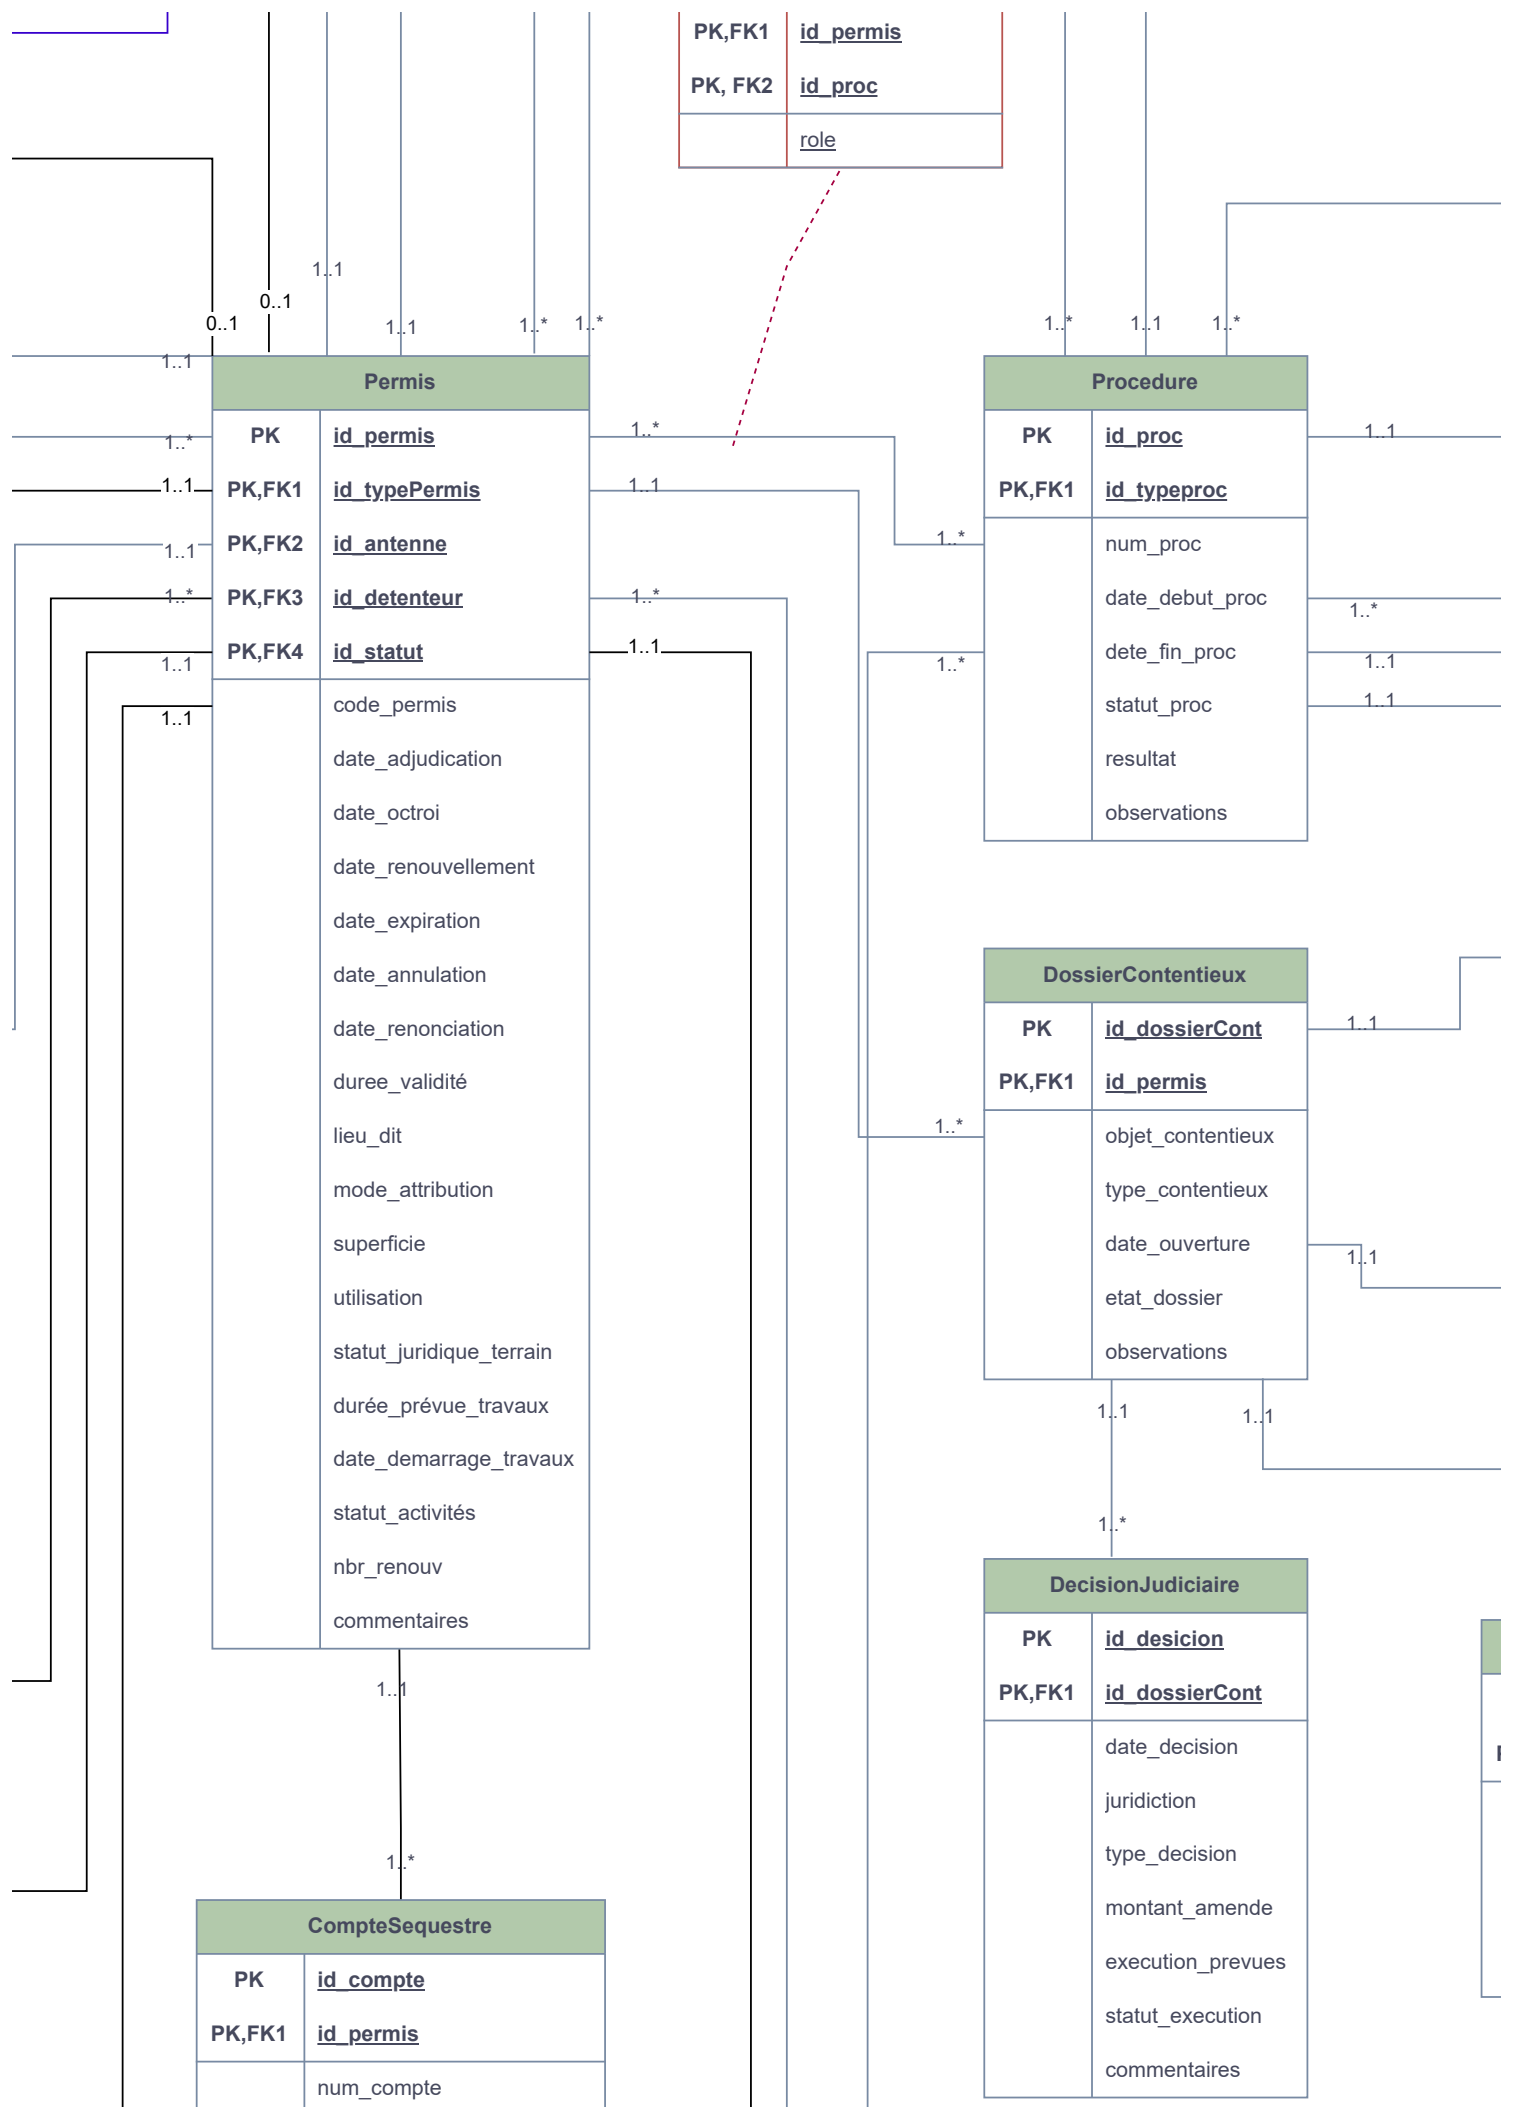 PK,FK1 id_permis
PK, FK2 id_proc
role
1..1
0..1
0..1
1..1
1..*
1..*
1..*
1..1
1..*
1..1
1..*
1..1
1..1
1..*
1..1
1..1
Permis
PK id_permis
PK,FK1 id_typePermis
PK,FK2 id_antenne
PK,FK3 id_detenteur
PK,FK4 id_statut
code_permis
date_adjudication
date_octroi
date_renouvellement
date_expiration
date_annulation
date_renonciation
duree_validité
lieu_dit
mode_attribution
superficie
utilisation
statut_juridique_terrain
durée_prévue_travaux
date_demarrage_travaux
statut_activités
nbr_renouv
commentaires
1..*
1..1
1..*
1..1
1..*
1..*
1..*
Procedure
PK id_proc
PK,FK1 id_typeproc
num_proc
date_debut_proc
dete_fin_proc
statut_proc
resultat
observations
1..1
1..*
1..1
1..1
DossierContentieux
PK id_dossierCont
PK,FK1 id_permis
objet_contentieux
type_contentieux
date_ouverture
etat_dossier
observations
1..1
1..1
1..1
1..1
1..*
DecisionJudiciaire
PK id_desicion
PK,FK1 id_dossierCont
date_decision
juridiction
type_decision
montant_amende
execution_prevues
statut_execution
commentaires
1..1
1..*
CompteSequestre
PK id_compte
PK,FK1 id_permis
num_compte